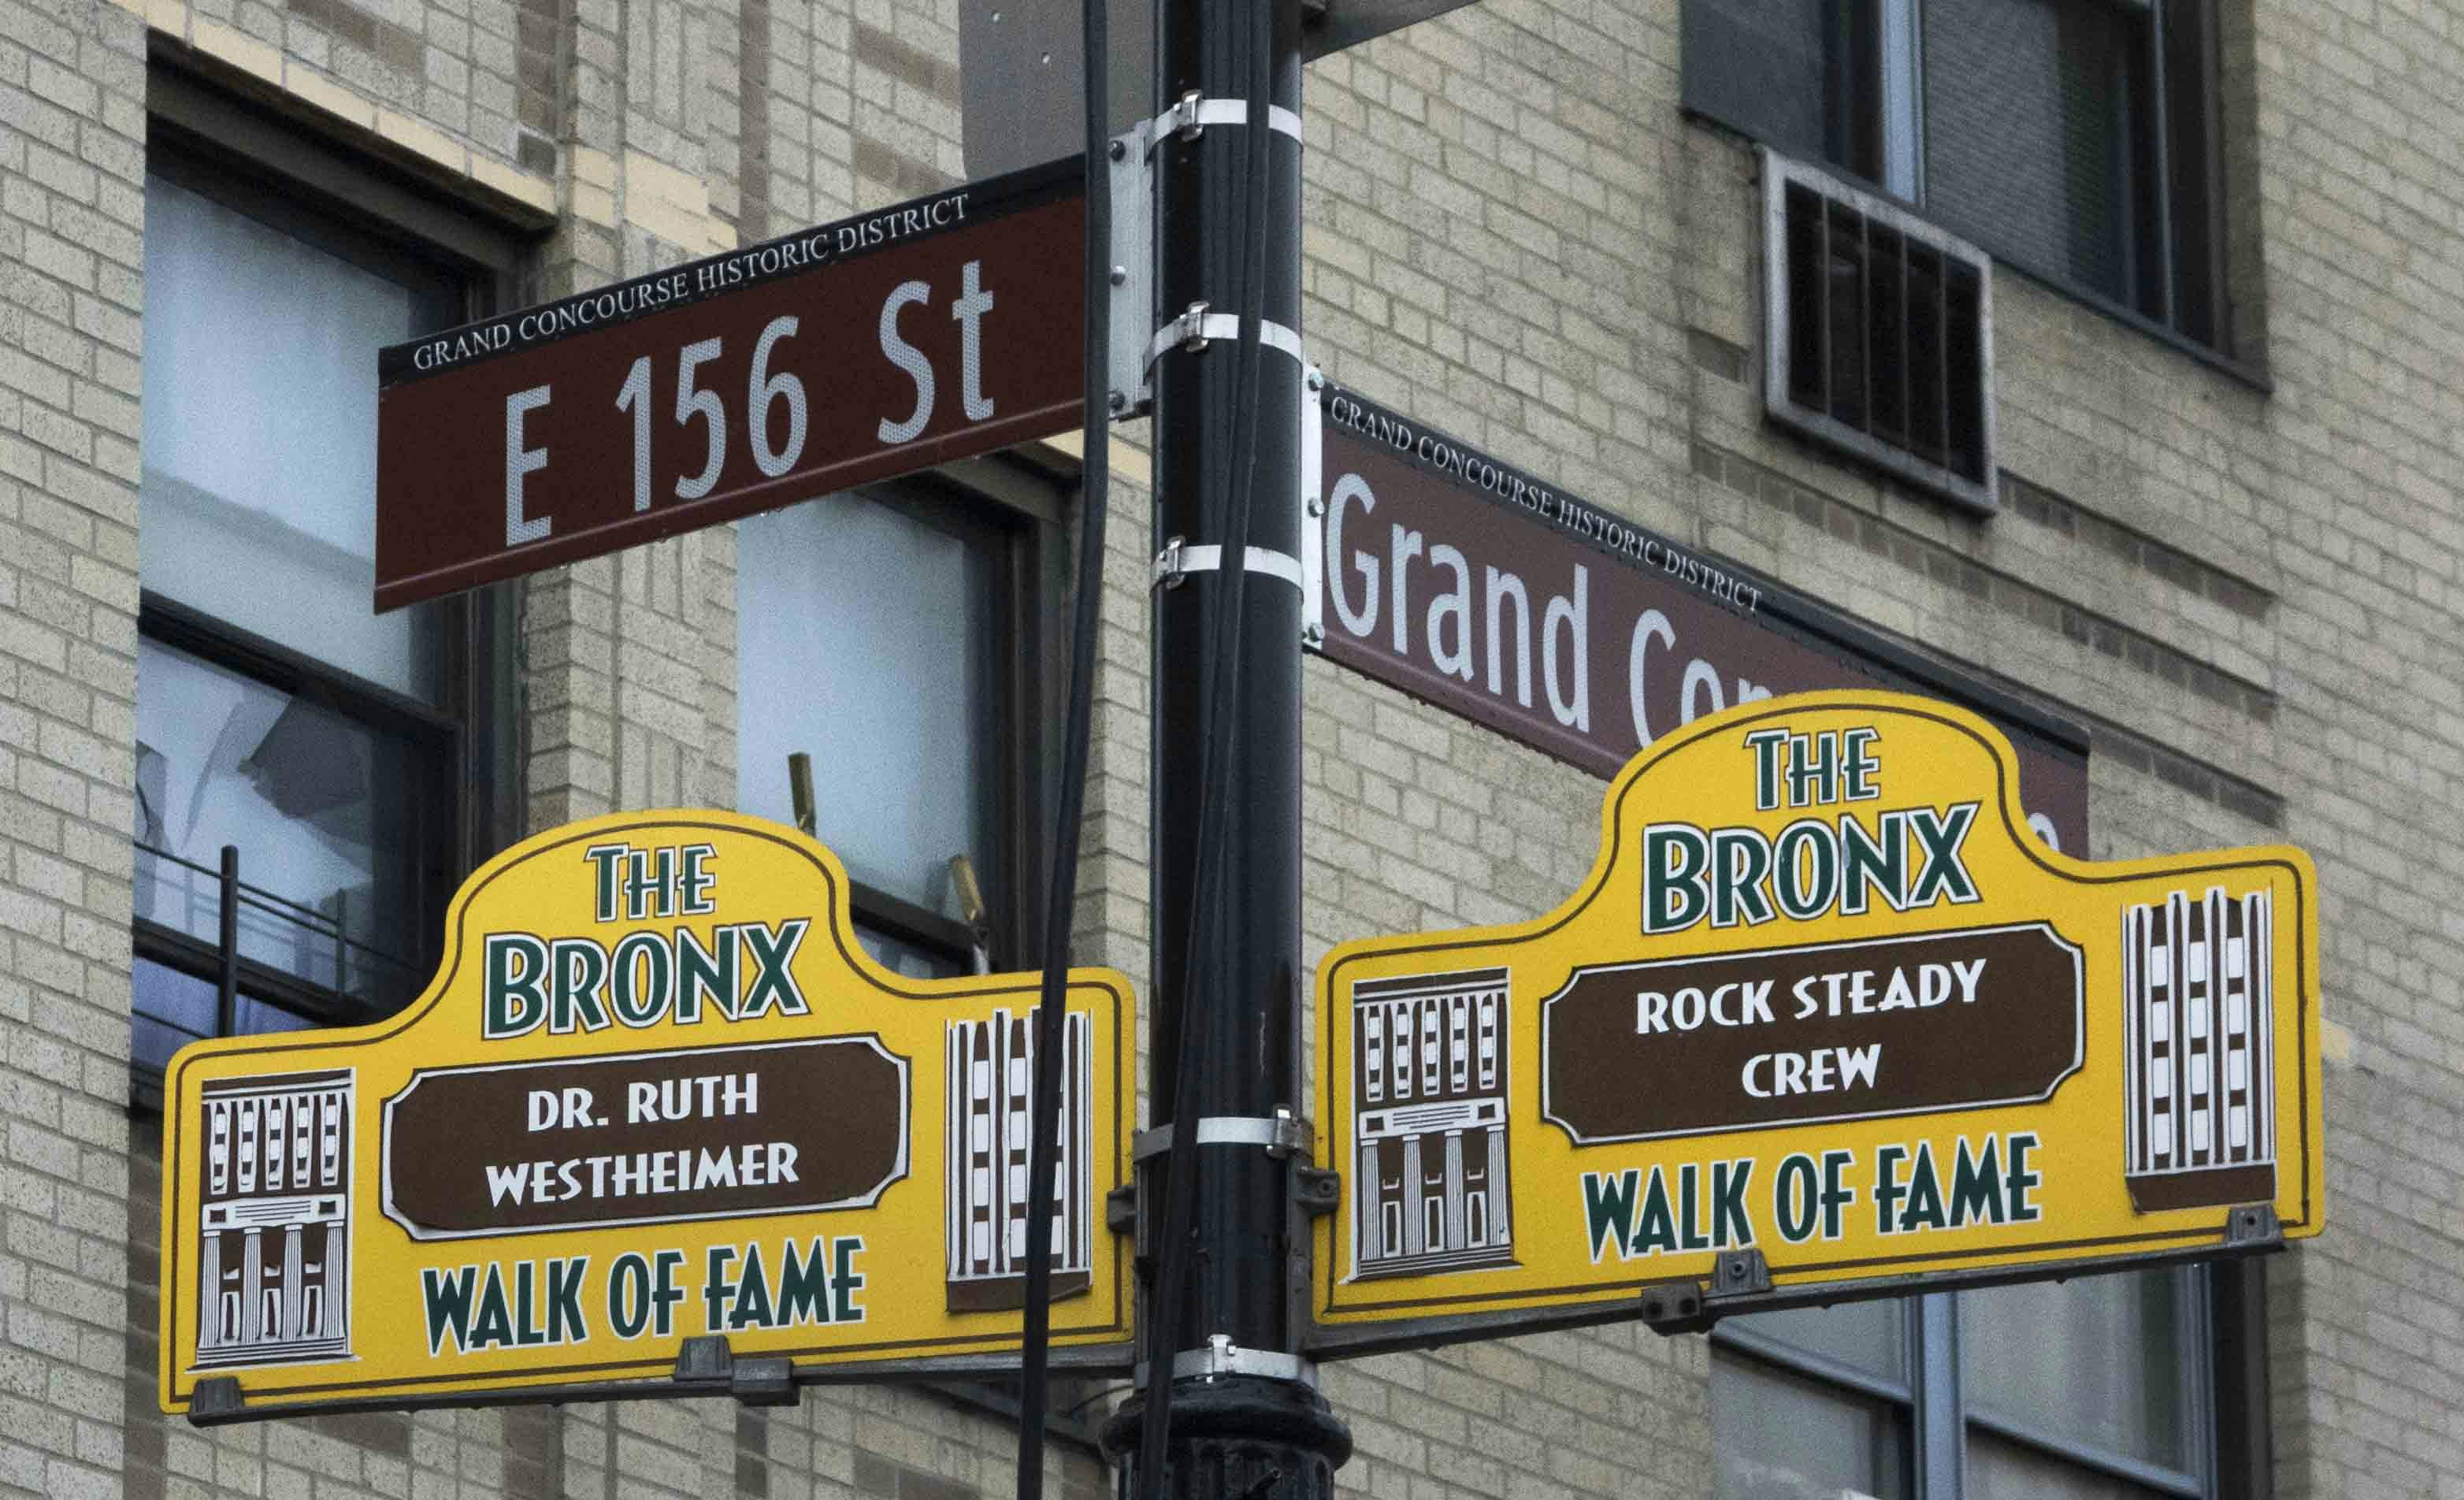 GRAND CONCOURSE HISTORIC DISTRICT
E 156 St
GRAND CONCOURSE HISTORIC DISTRICT
Grand
THE
BRONX
DR. RUTH
WESTHEIMER
WALK OF FAME
THE
BRONX
ROCK STEADY
CREW
WALK OF FAME